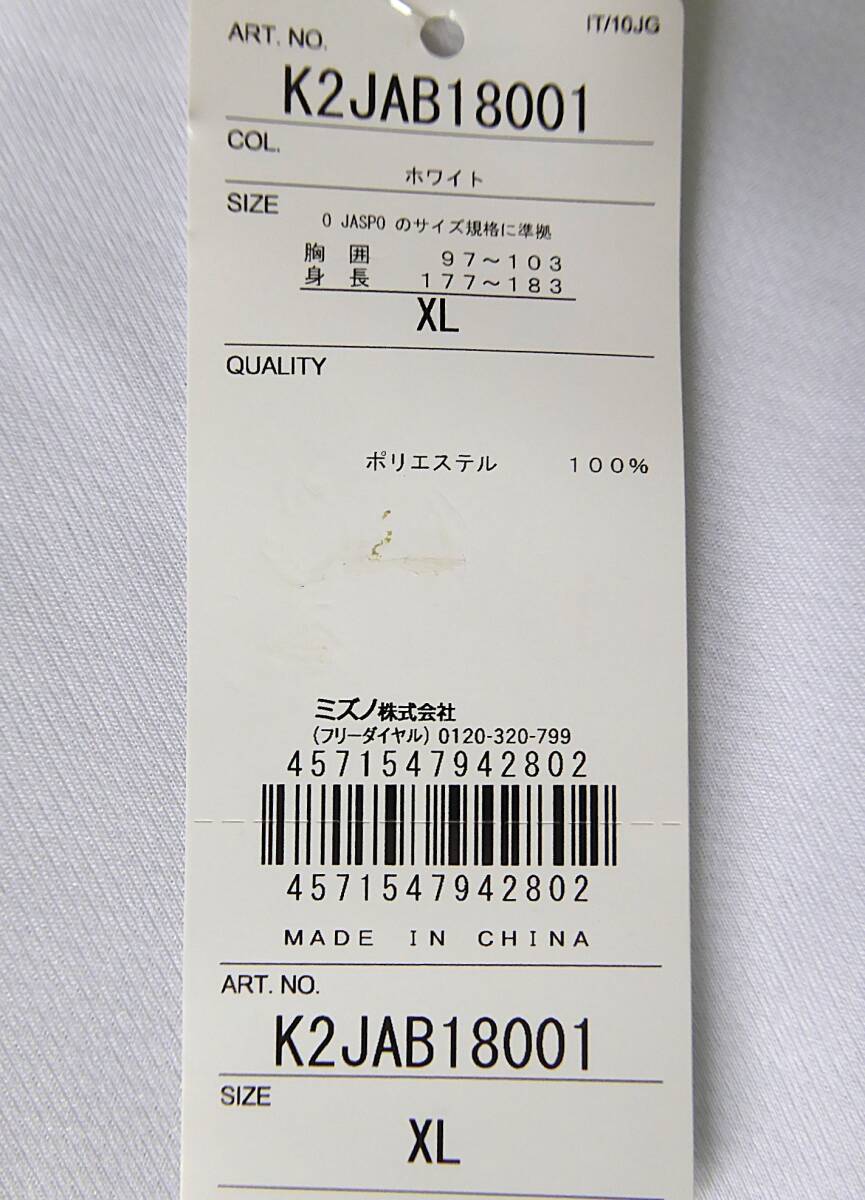 IT/10JG
ART. NO.
K2JAB18001
COL.
ホワイト
SIZE
O JASPO のサイズ規格に準拠
胸 囲 97〜103
身 長 177〜183
XL
QUALITY
ポリエステル 100%
ミズノ株式会社
(フリーダイヤル) 0120-320-799
4571547942802
4571547942802
MADE IN CHINA
ART. NO.
K2JAB18001
SIZE
XL